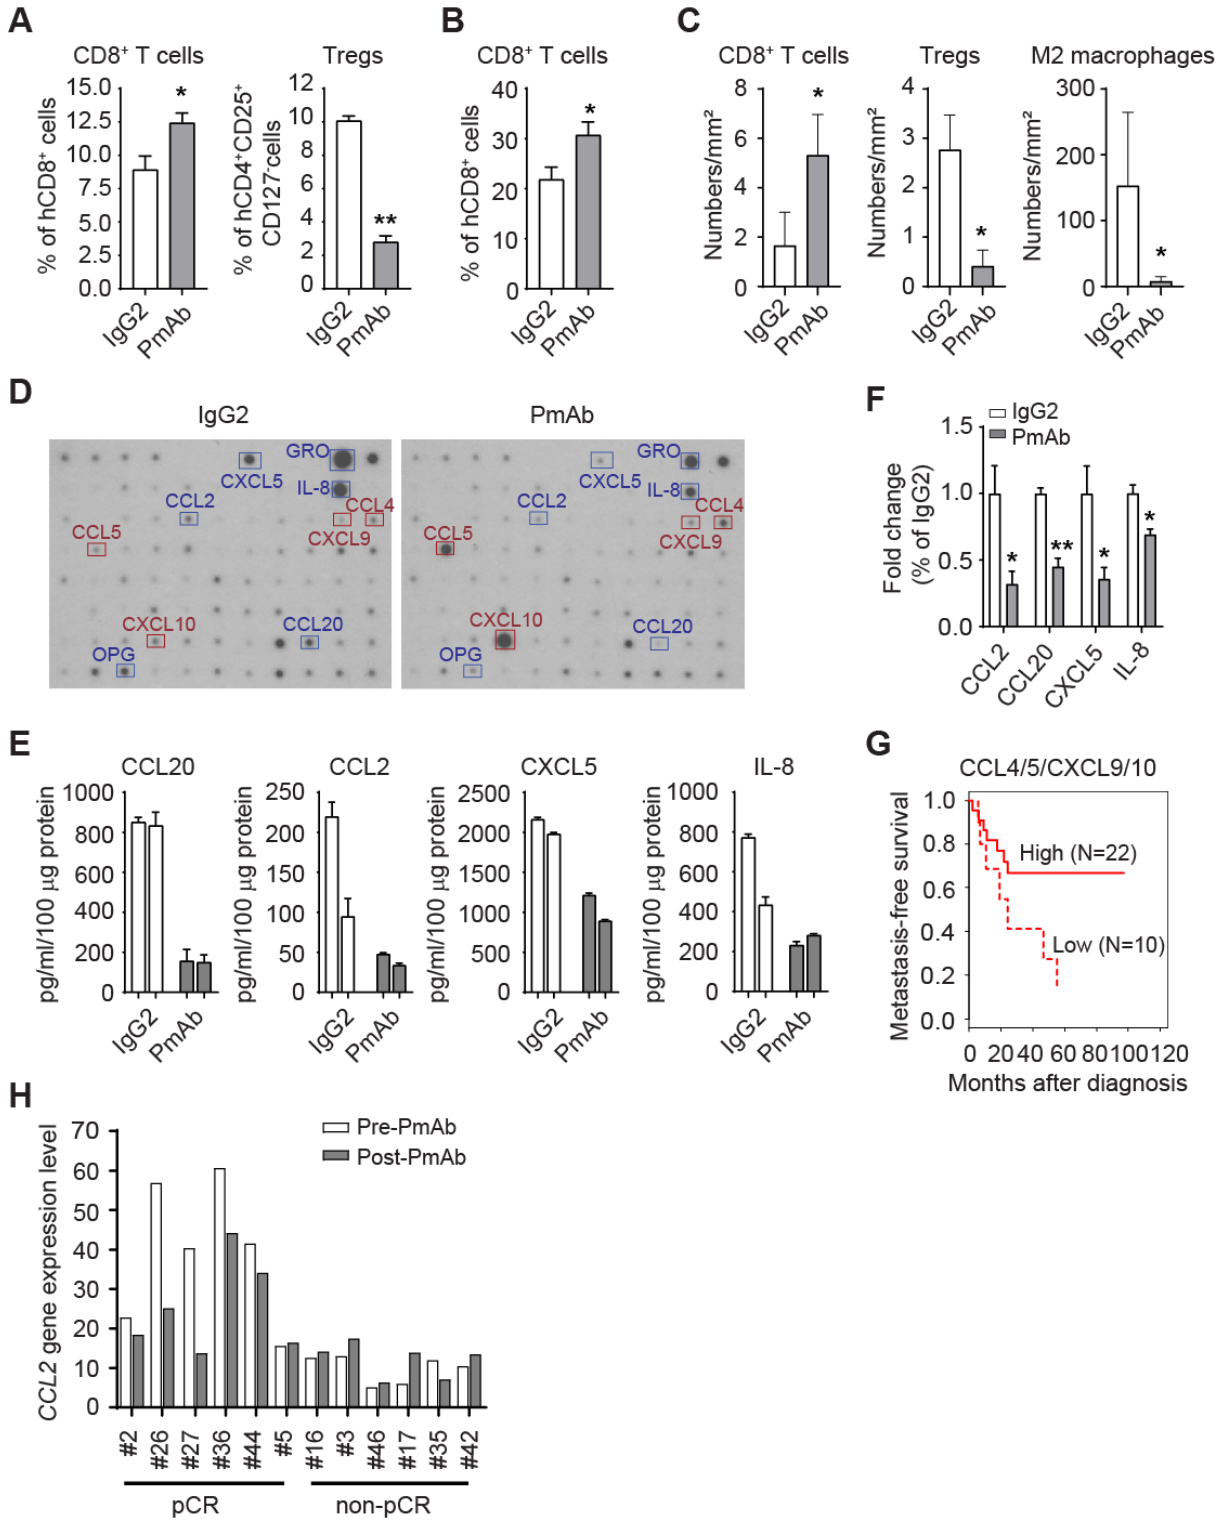 A
CD8⁺ T cells
% of hCD8⁺ cells
15.0
12.5
10.0
7.5
5.0
2.5
0.0
*
IgG2
PmAb
Tregs
% of hCD4⁺CD25⁺
CD127⁻cells
12
10
8
6
4
2
0
**
IgG2
PmAb
B
CD8⁺ T cells
% of hCD8⁺ cells
40
30
20
10
0
*
IgG2
PmAb
C
CD8⁺ T cells
Numbers/mm²
8
6
4
2
0
*
IgG2
PmAb
Tregs
Numbers/mm²
4
3
2
1
0
*
IgG2
PmAb
M2 macrophages
Numbers/mm²
300
200
100
0
*
IgG2
PmAb
D
IgG2
GRO
CXCL5
IL-8
CCL2
CCL4
CXCL9
CCL5
CXCL10
CCL20
OPG
PmAb
GRO
CXCL5
IL-8
CCL2
CCL4
CXCL9
CCL5
CXCL10
CCL20
OPG
F
IgG2
PmAb
Fold change
(% of IgG2)
1.5
1.0
0.5
0.0
*
**
*
*
CCL2
CCL20
CXCL5
IL-8
E
CCL20
pg/ml/100 µg protein
1000
800
600
400
200
0
IgG2
PmAb
CCL2
pg/ml/100 µg protein
250
200
150
100
50
0
IgG2
PmAb
CXCL5
pg/ml/100 µg protein
2500
2000
1500
1000
500
0
IgG2
PmAb
IL-8
pg/ml/100 µg protein
1000
800
600
400
200
0
IgG2
PmAb
G
CCL4/5/CXCL9/10
Metastasis-free survival
1.0
0.8
0.6
0.4
0.2
0.0
High (N=22)
Low (N=10)
0 20 40 60 80 100 120
Months after diagnosis
H
CCL2 gene expression level
70
60
50
40
30
20
10
0
Pre-PmAb
Post-PmAb
#2
#26
#27
#36
#44
#5
#16
#3
#46
#17
#35
#42
pCR
non-pCR